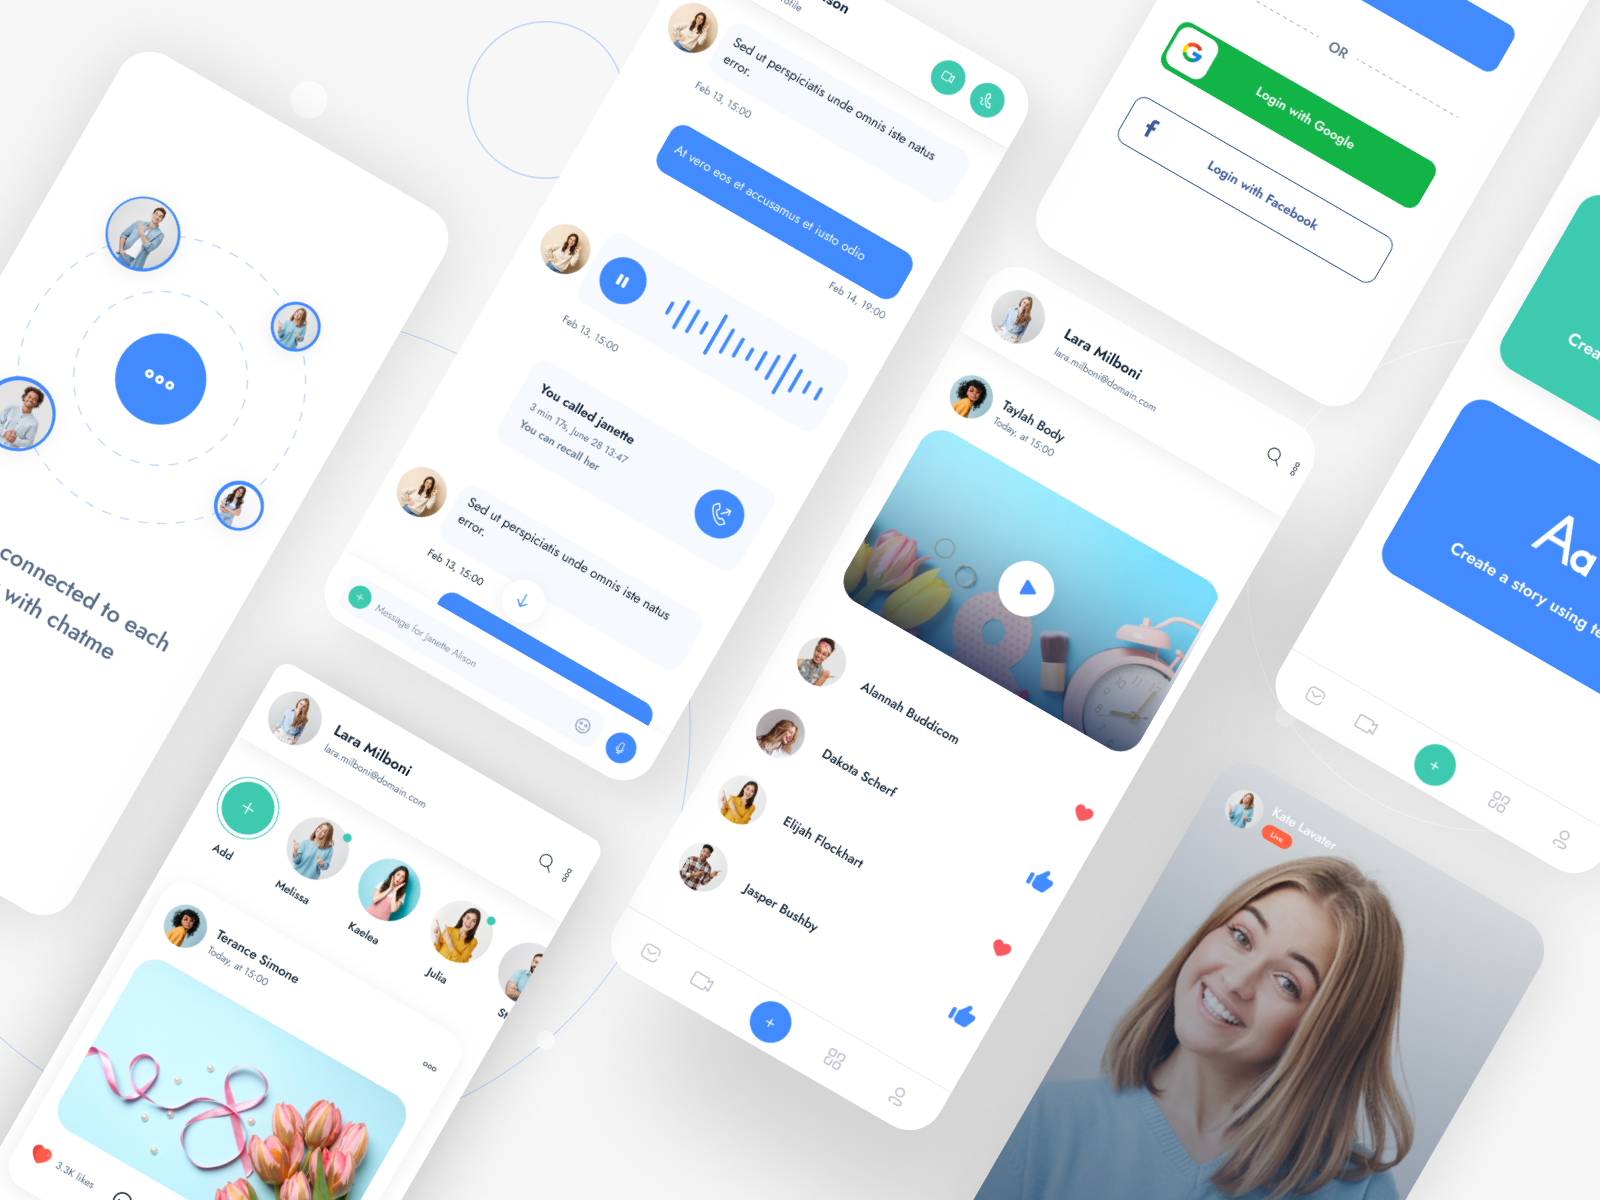 connected to each
with chatme
Sed ut perspiciatis unde omnis iste natus
error.
Feb 13, 15:00
At vero eos et accusamus et iusto odio
Feb 14, 19:00
Feb 13, 15:00
You called janette
3 min 17s, June 28 13:47
You can recall her
Sed ut perspiciatis unde omnis iste natus
error.
Feb 13, 15:00
Message for Janette Alison
OR
Login with Google
Login with Facebook
Lara Milboni
lara.milboni@domain.com
Taylah Body
Today, at 15:00
Alannah Buddicom
Dakota Scherf
Elijah Flockhart
Jasper Bushby
Lara Milboni
lara.milboni@domain.com
Add
Melissa
Kaelea
Julia
Terance Simone
Today, at 15:00
3.3K likes
Aa
Create a story using
Kate Lavater
Live